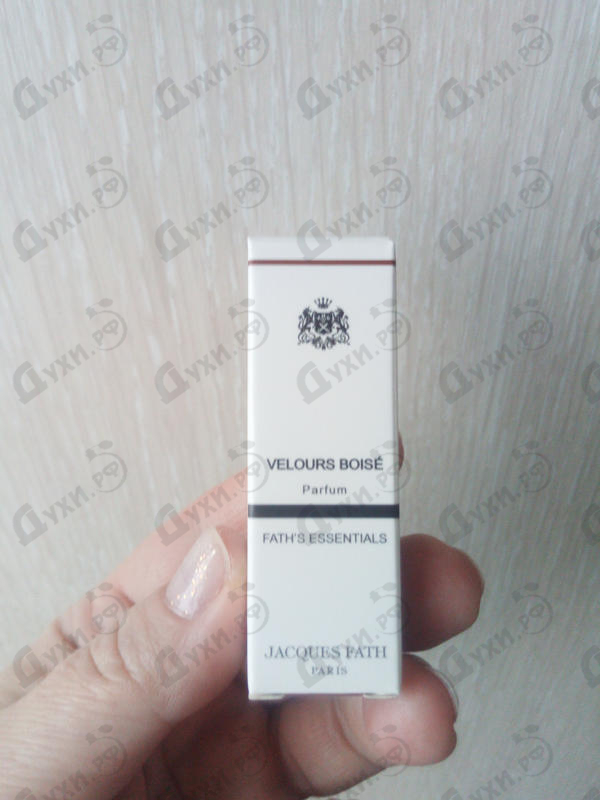 VELOURS BOISÉ
Parfum
FATH'S ESSENTIALS
JACQUES FATH
PARIS
Духи.рф